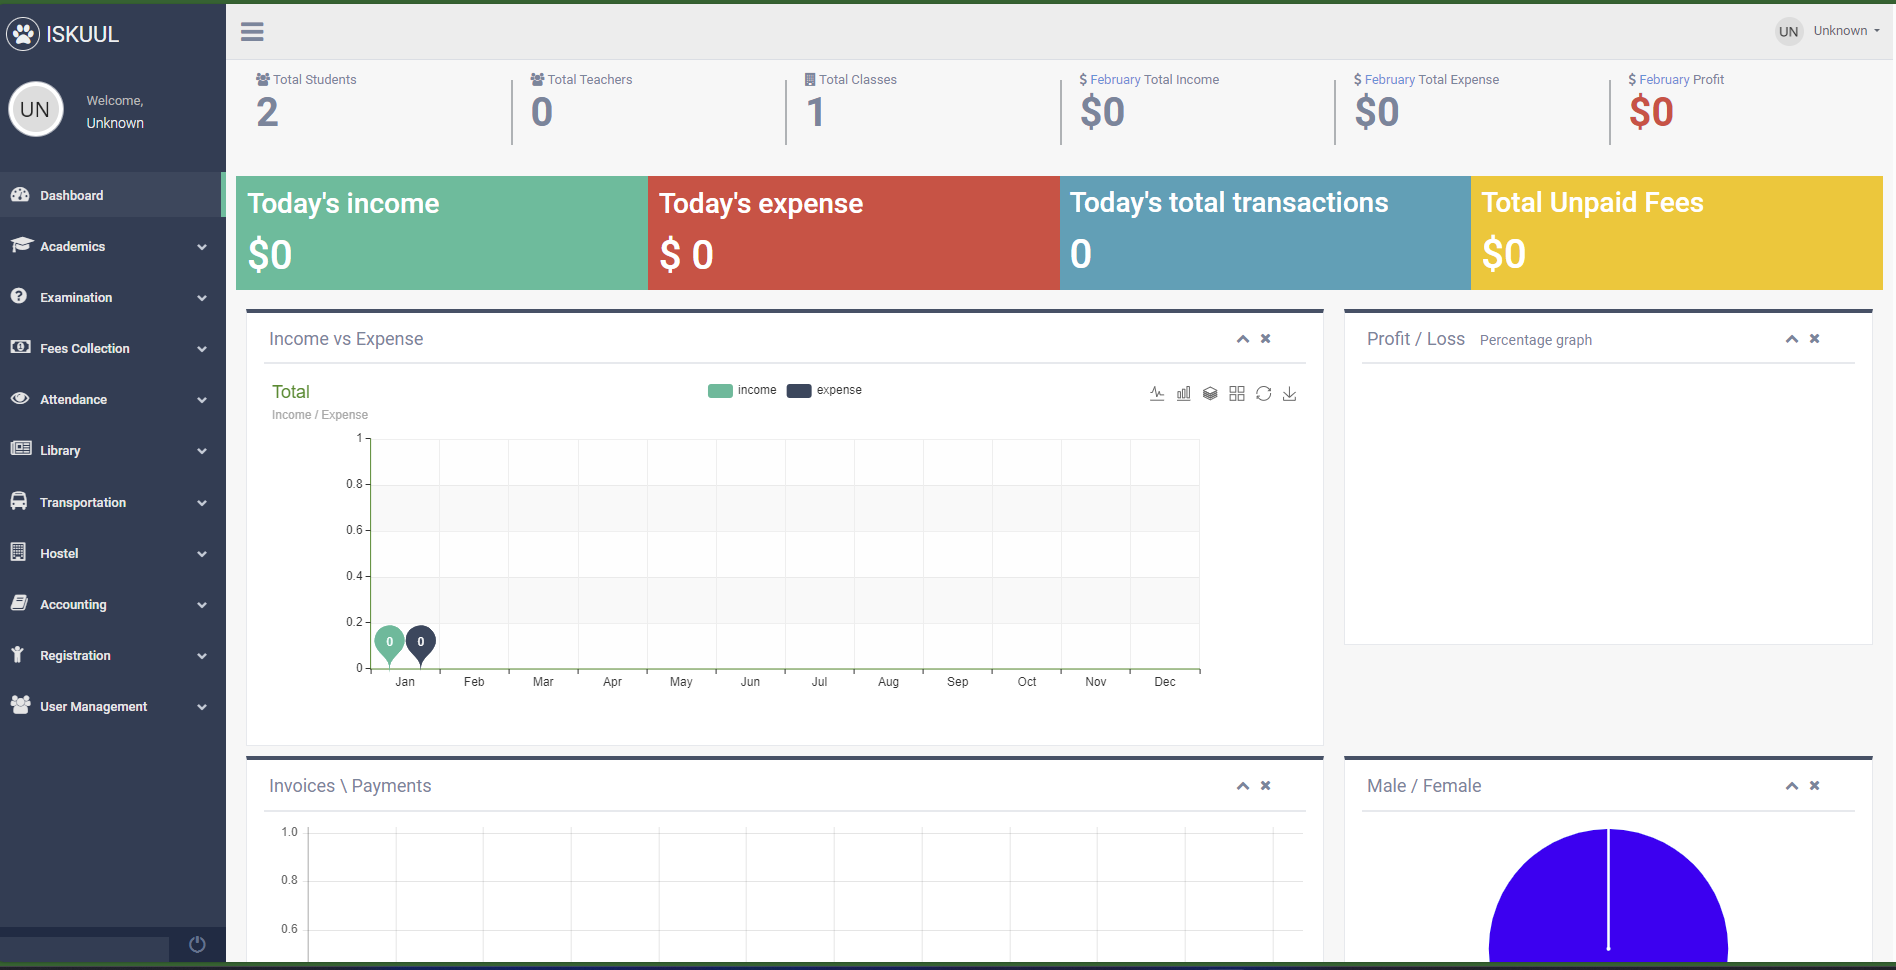 ISKUUL
UN
Welcome,
Unknown
Dashboard
Academics
Examination
Fees Collection
Attendance
Library
Transportation
Hostel
Accounting
Registration
User Management
UN Unknown
Total Students
2
Total Teachers
0
Total Classes
1
$ February Total Income
$0
$ February Total Expense
$0
$ February Profit
$0
Today's income
$0
Today's expense
$ 0
Today's total transactions
0
Total Unpaid Fees
$0
Income vs Expense
Total
Income / Expense
income expense
1
0.8
0.6
0.4
0.2
0
0 0
Jan Feb Mar Apr May Jun Jul Aug Sep Oct Nov Dec
Profit / Loss Percentage graph
Invoices \ Payments
1.0
0.8
0.6
Male / Female